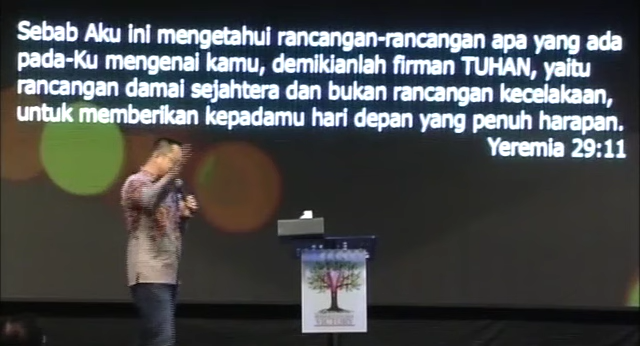 Sebab Aku ini mengetahui rancangan-rancangan apa yang ada
pada-Ku mengenai kamu, demikianlah firman TUHAN, yaitu
rancangan damai sejahtera dan bukan rancangan kecelakaan,
untuk memberikan kepadamu hari depan yang penuh harapan.
Yeremia 29:11